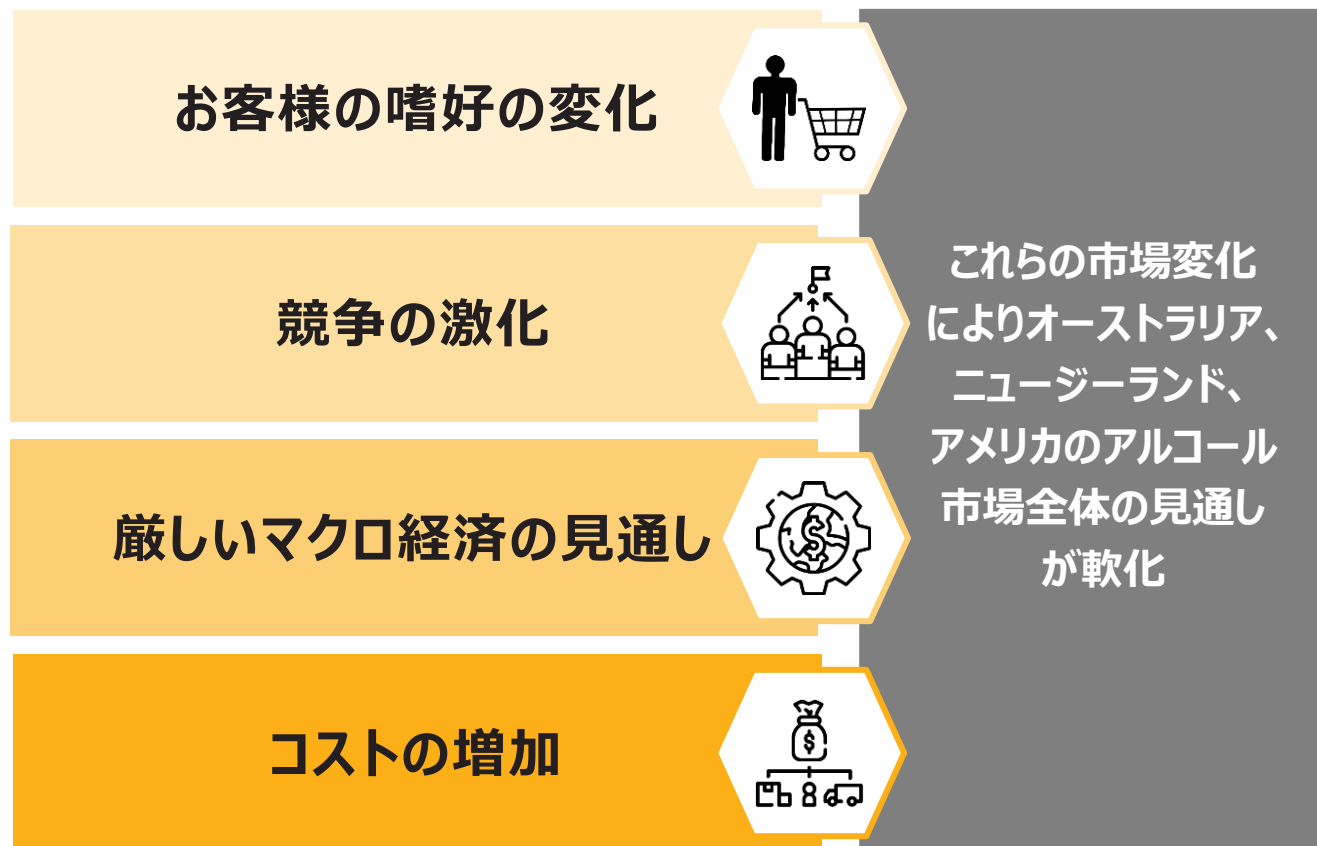 お客様の嗜好の変化
競争の激化
厳しいマクロ経済の見通し
コストの増加
これらの市場変化
によりオーストラリア、
ニュージーランド、
アメリカのアルコール
市場全体の見通し
が軟化
$
$